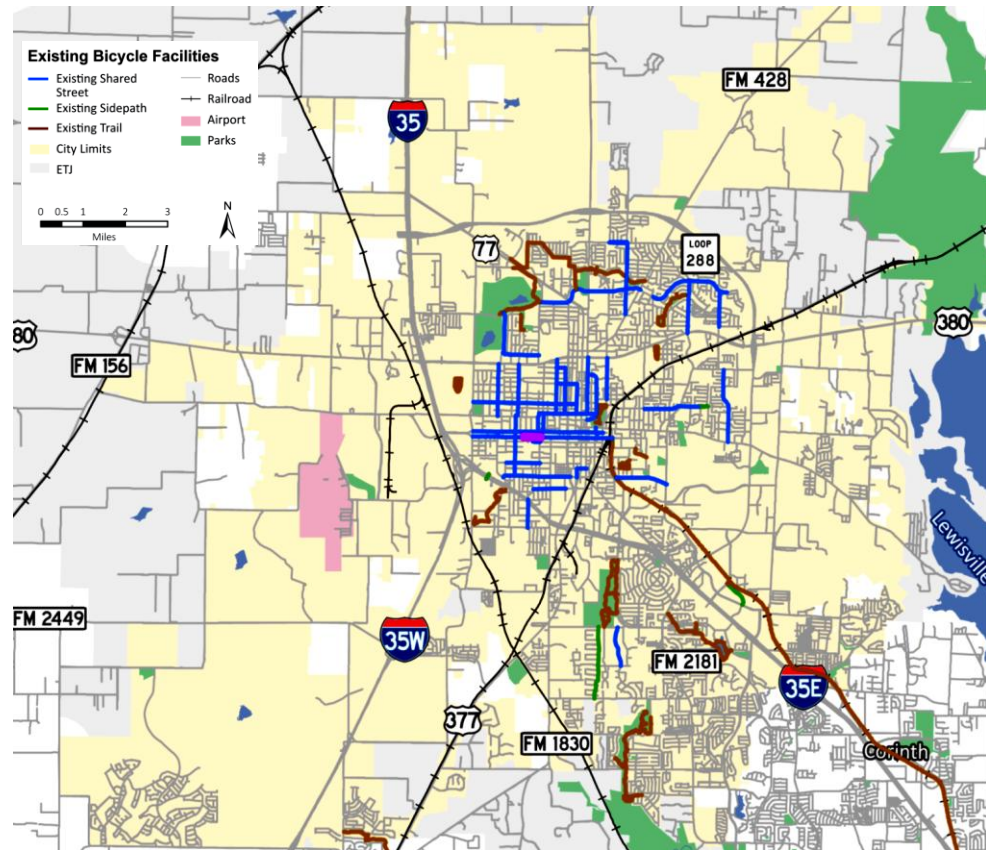 Existing Bicycle Facilities
Existing Shared
Street
Existing Sidepath
Existing Trail
City Limits
ETJ
Roads
Railroad
Airport
Parks
0 0.5 1 2 3
Miles
N
35
FM 428
77
LOOP
288
80
380
FM 156
Lewisville
FM 2449
35W
FM 2181
35E
377
FM 1830
Corinth